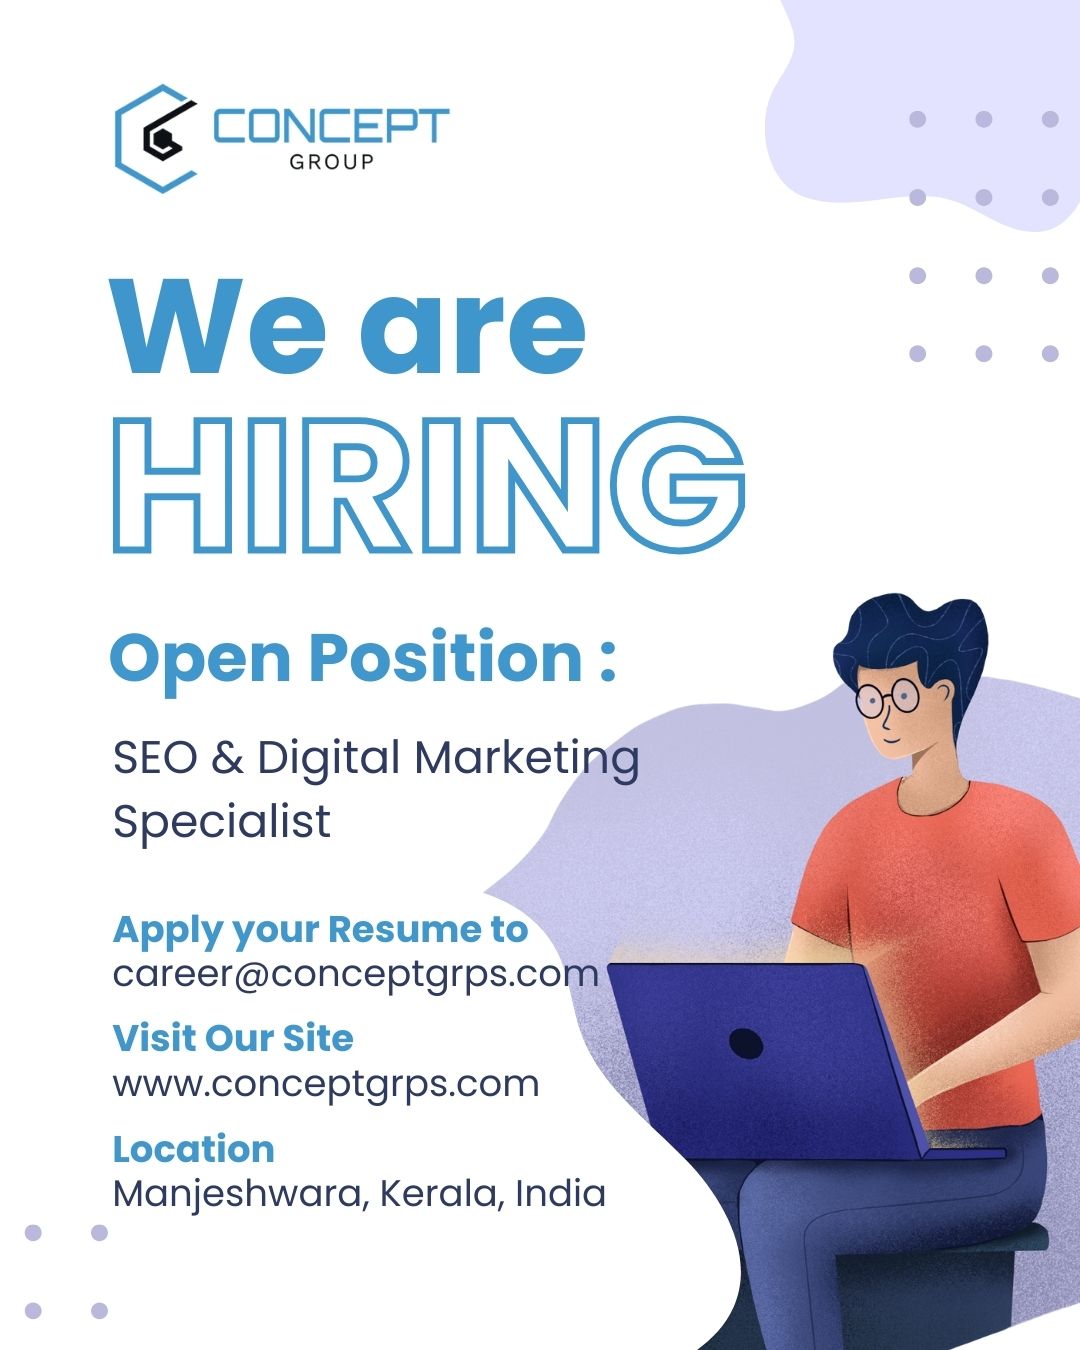 CONCEPT
GROUP
We are
HIRING
Open Position :
SEO & Digital Marketing
Specialist
Apply your Resume to
career@conceptgrps.com
Visit Our Site
www.conceptgrps.com
Location
Manjeshwara, Kerala, India